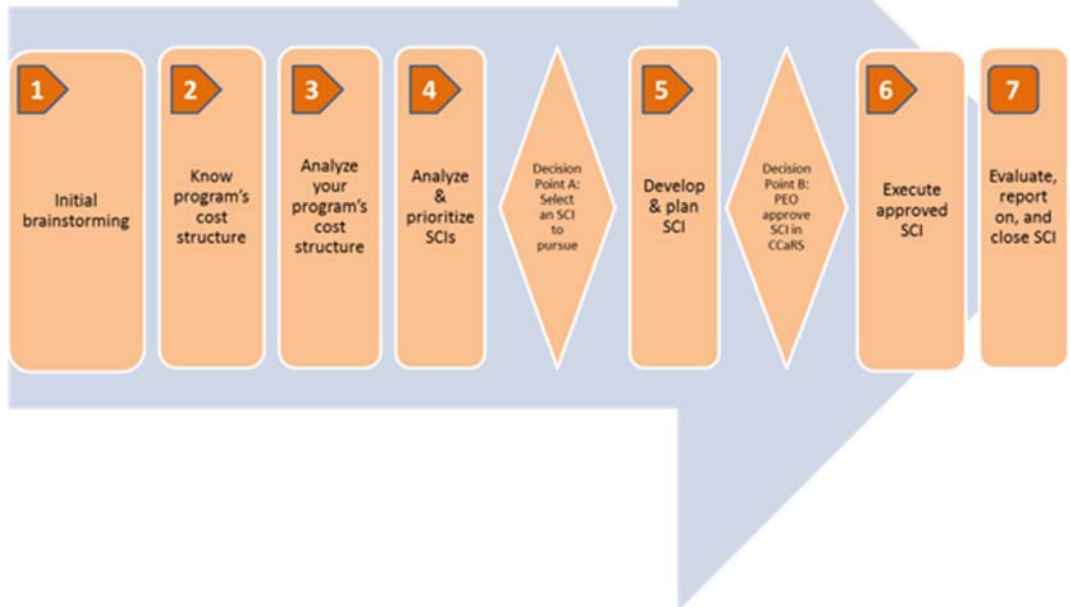 1
Initial
brainstorming
2
Know
program's
cost
structure
3
Analyze
your
program's
cost
structure
4
Analyze
&
prioritize
SCIs
Decision
Point A:
Select
an SCI
to
pursue
5
Develop
& plan
SCI
Decision
Point B:
PEO
approve
SCI in
CCaRS
6
Execute
approved
SCI
7
Evaluate,
report
on, and
close SCI